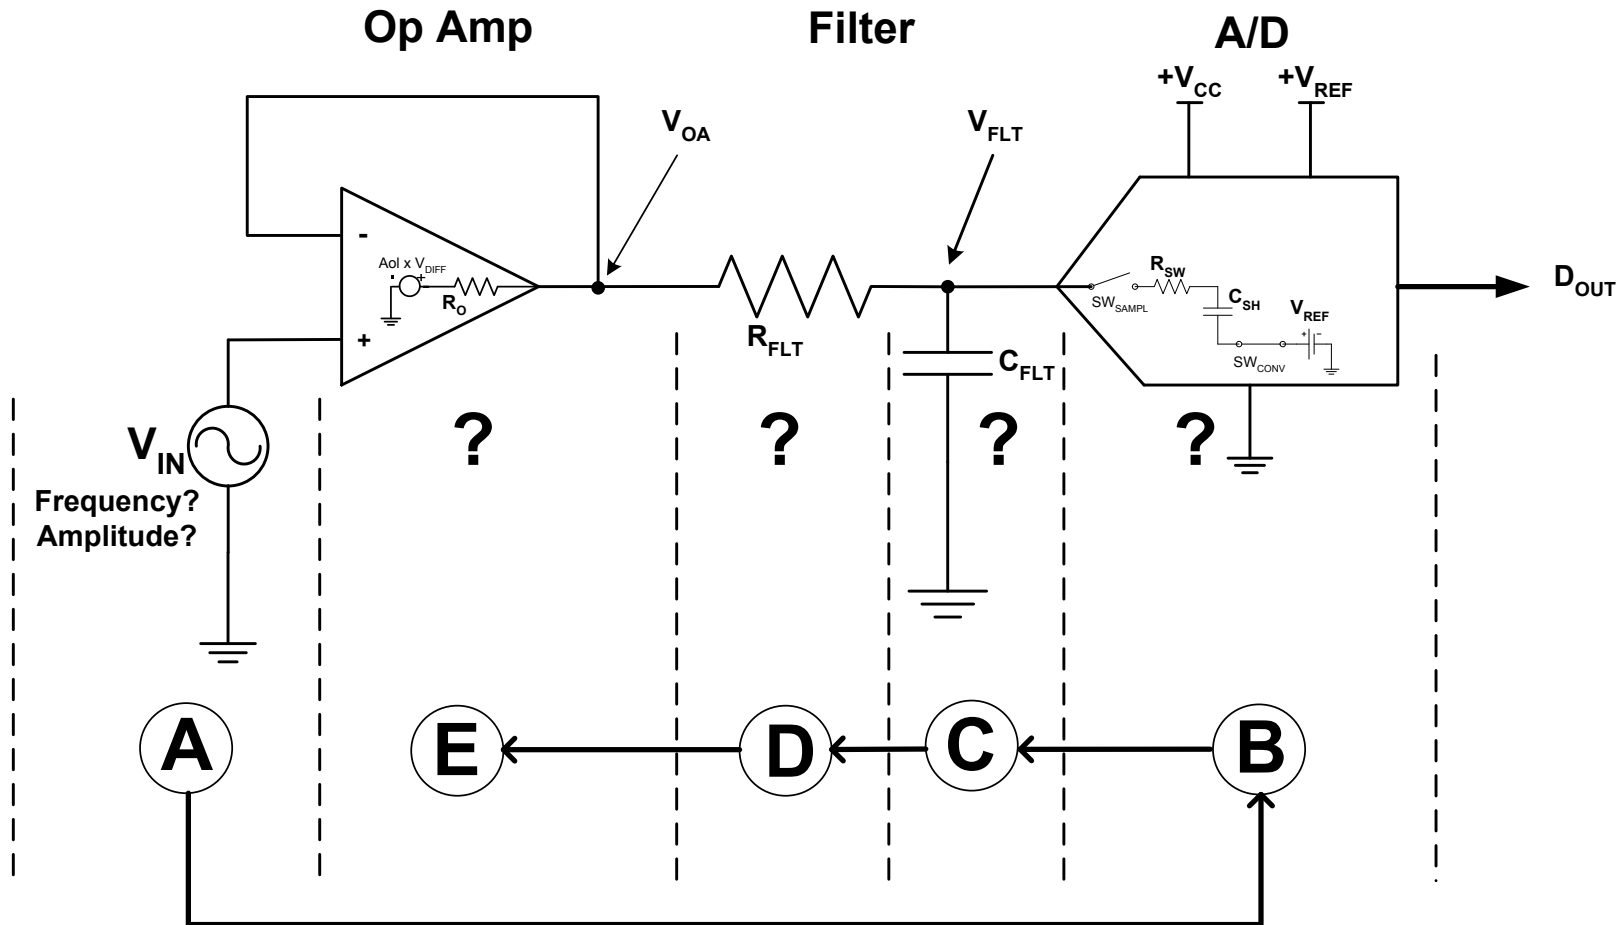 Op Amp
Filter
A/D
+VCC
+VREF
VOA
VFLT
-
Aol x VDIFF
- +
-
RO
+
RFLT
CFLT
RSW
SWSAMPL
CSH
VREF
+ -
SWCONV
DOUT
VIN
Frequency?
Amplitude?
? ? ? ?
A E D C B